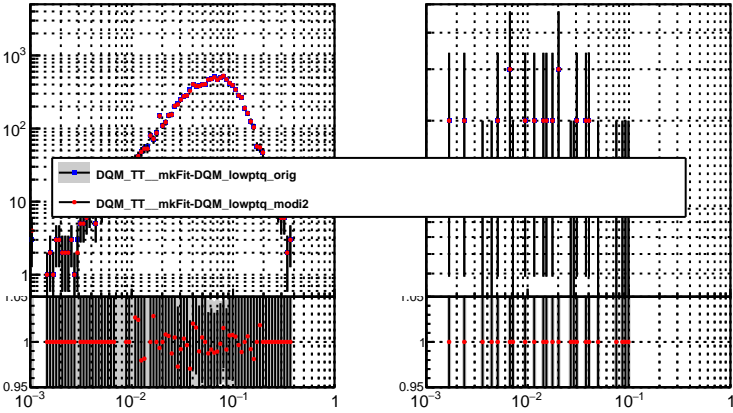 10³
10²
10
1
DQM_TT__mkFit-DQM_lowptq_orig
DQM_TT__mkFit-DQM_lowptq_modi2
1.05 1.05
1 1
0.95 0.95
10⁻³ 10⁻² 10⁻¹ 1 10⁻³ 10⁻² 10⁻¹ 1